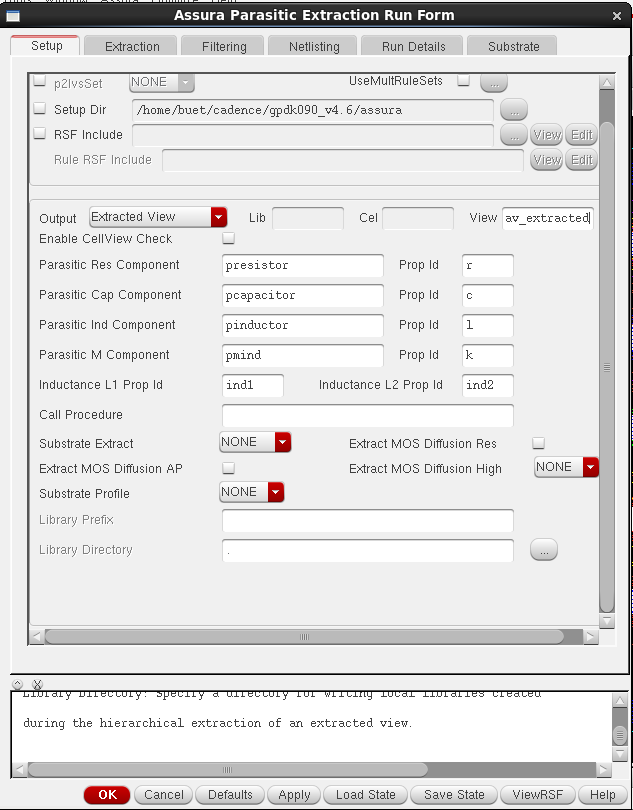 Assura Parasitic Extraction Run Form
Setup Extraction Filtering Netlisting Run Details Substrate
p2lvsSet NONE UseMultRuleSets ...
Setup Dir /home/buet/cadence/gpdk090_v4.6/assura ...
RSF Include ... View Edit
Rule RSF Include View Edit
Output Extracted View Lib Cel View av_extracted
Enable CellView Check
Parasitic Res Component presistor Prop Id r
Parasitic Cap Component pcapacitor Prop Id c
Parasitic Ind Component pinductor Prop Id l
Parasitic M Component pmind Prop Id k
Inductance L1 Prop Id ind1 Inductance L2 Prop Id ind2
Call Procedure
Substrate Extract NONE Extract MOS Diffusion Res
Extract MOS Diffusion AP Extract MOS Diffusion High NONE
Substrate Profile NONE
Library Prefix
Library Directory . ...
Library Directory: Specify a directory for writing local libraries created
during the hierarchical extraction of an extracted view.
OK Cancel Defaults Apply Load State Save State ViewRSF Help